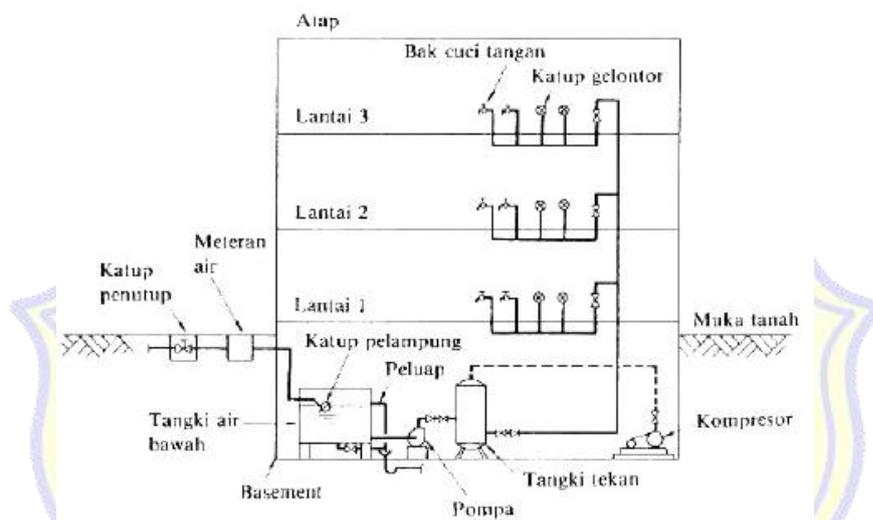 Atap
Bak cuci tangan
Katup gelontor
Lantai 3
Lantai 2
Meteran
air
Katup
penutup
Lantai 1
Muka tanah
Katup pelampung
Peluap
Tangki air
bawah
Kompresor
Tangki tekan
Basement
Pompa